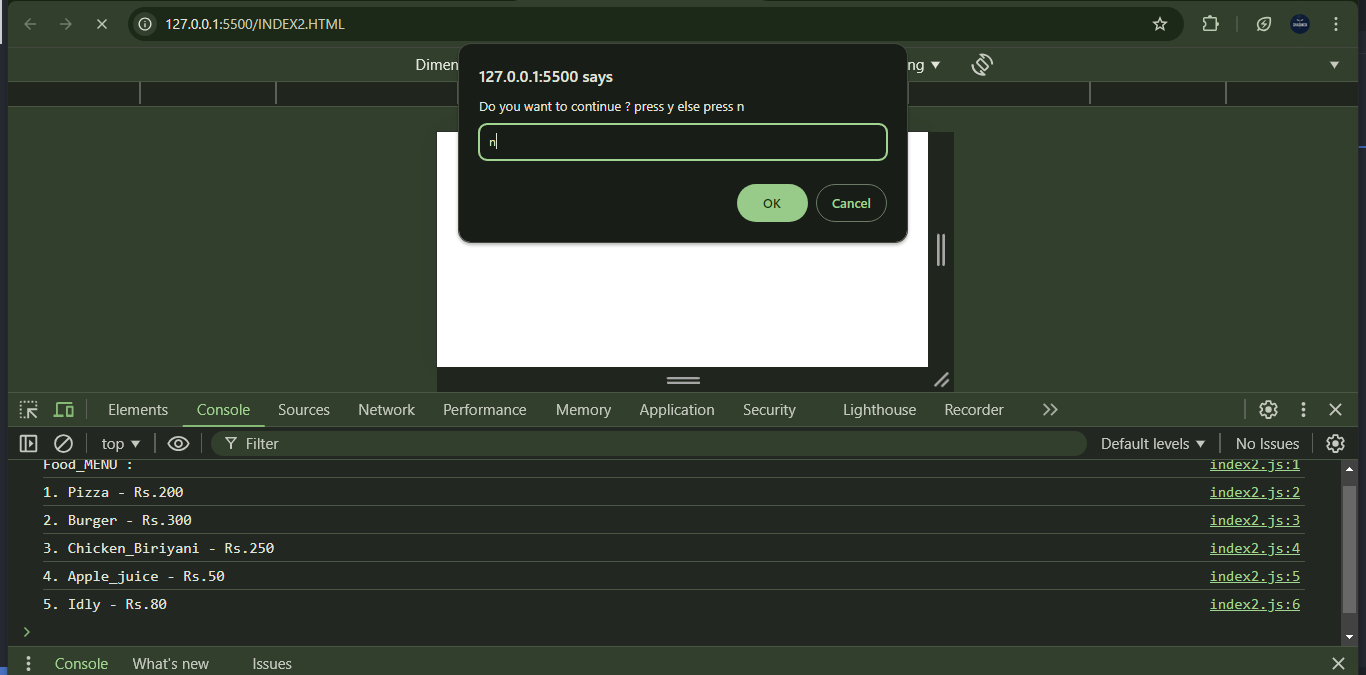 127.0.0.1:5500/INDEX2.HTML
Dimen
ng
127.0.0.1:5500 says
Do you want to continue ? press y else press n
n
OK Cancel
Elements Console Sources Network Performance Memory Application Security Lighthouse Recorder
top Filter Default levels No Issues
Food_MENU : index2.js:1
1. Pizza - Rs.200 index2.js:2
2. Burger - Rs.300 index2.js:3
3. Chicken_Biriyani - Rs.250 index2.js:4
4. Apple_juice - Rs.50 index2.js:5
5. Idly - Rs.80 index2.js:6
Console What's new Issues